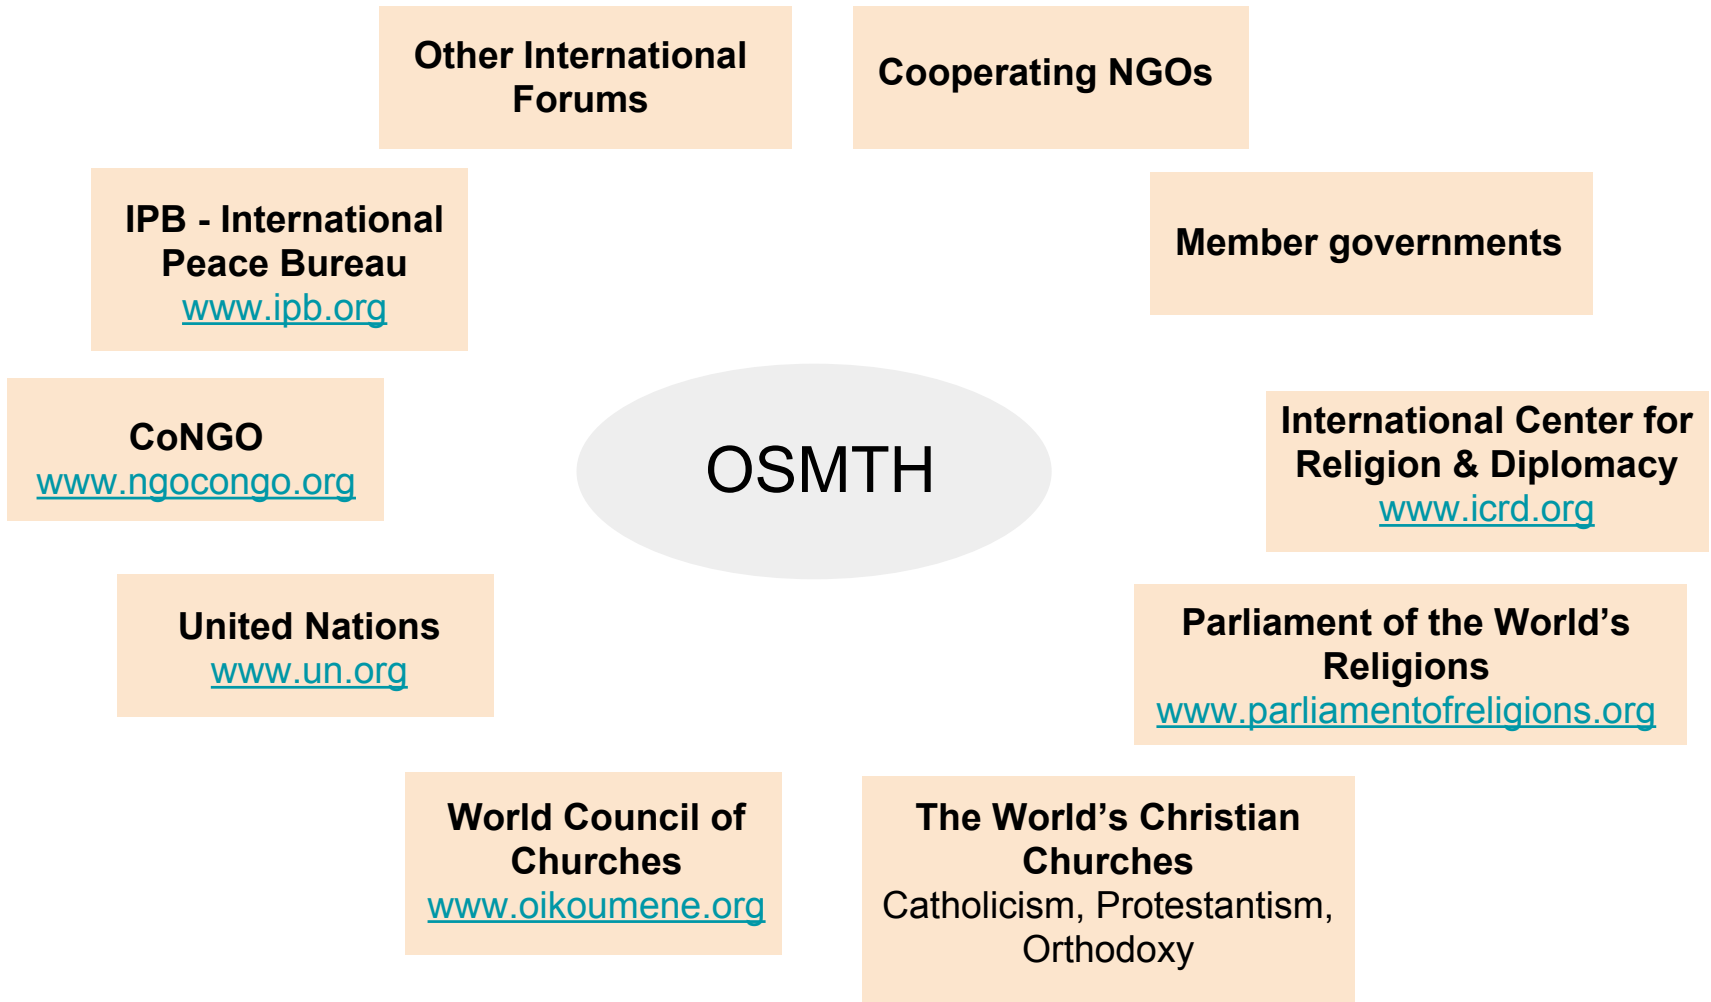 Other International
Forums
Cooperating NGOs
IPB - International
Peace Bureau
www.ipb.org
Member governments
CoNGO
www.ngocongo.org
OSMTH
International Center for
Religion & Diplomacy
www.icrd.org
United Nations
www.un.org
Parliament of the World’s
Religions
www.parliamentofreligions.org
World Council of
Churches
www.oikoumene.org
The World’s Christian
Churches
Catholicism, Protestantism,
Orthodoxy